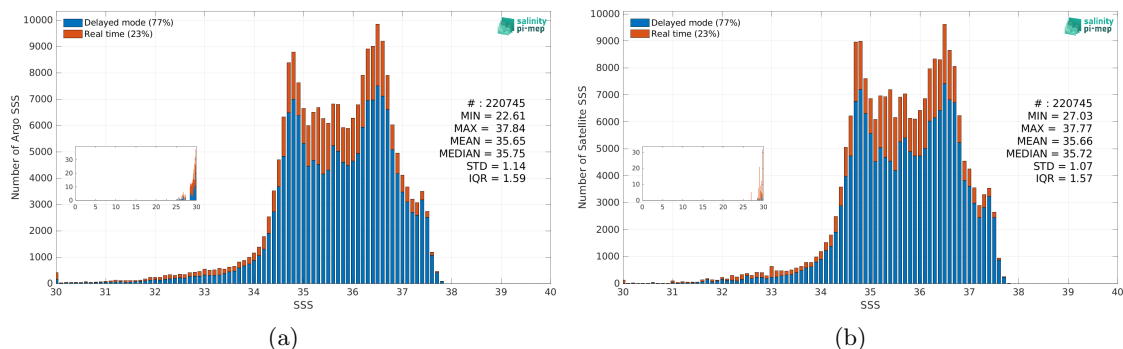 Delayed mode (77%)
Real time (23%)
salinity
pi-mep
# : 220745
MIN = 22.61
MAX = 37.84
MEAN = 35.65
MEDIAN = 35.75
STD = 1.14
IQR = 1.59
Number of Argo SSS
10000
9000
8000
7000
6000
5000
4000
3000
2000
1000
0
30
20
10
0
0 5 10 15 20 25 30
30 31 32 33 34 35 36 37 38 39 40
SSS
(a)
Delayed mode (77%)
Real time (23%)
salinity
pi-mep
# : 220745
MIN = 27.03
MAX = 37.77
MEAN = 35.66
MEDIAN = 35.72
STD = 1.07
IQR = 1.57
Number of Satellite SSS
10000
9000
8000
7000
6000
5000
4000
3000
2000
1000
0
30
20
10
0
0 5 10 15 20 25 30
30 31 32 33 34 35 36 37 38 39 40
SSS
(b)